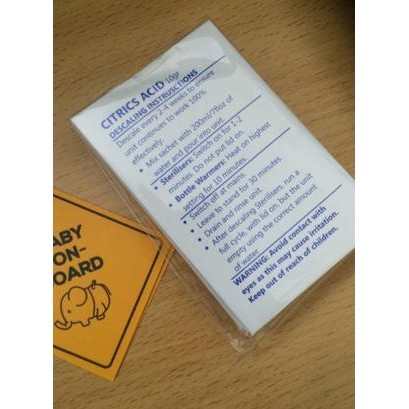 CITRICS ACID 10gr
DESCALING INSTRUSCTIONS
Descale every 2-4 weeks to ensure
unit continues to work 100%
effectively.
• Mix sachet with 200ml/7floz of
water and pour into unit.
• Sterilisers: Switch on for 1-2
minutes. Do not put lid on.
• Bottle Warmers: Heat on highest
setting for 10 minutes.
• Switch off at mains.
• Leave to stand for 30 minutes.
• Drain and rinse unit.
• After descaling Sterilisers, run a
full cycle, with lid on, but the unit
empty using the correct amount
of water.
WARNING: Avoid contact with
eyes as this may cause irritation.
Keep out of reach of children.
BABY
ON-
BOARD